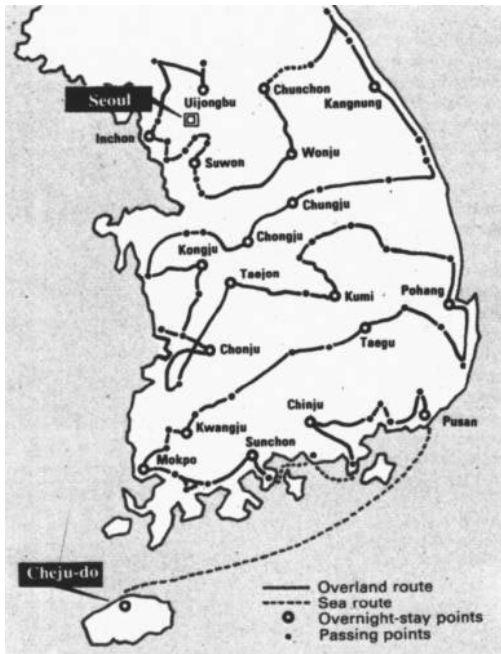 Uijongbu
Chunchon
Kangnung
Seoul
Inchon
Suwon
Wonju
Chungju
Chongju
Kongju
Taejon
Kumi
Pohang
Taegu
Chonju
Chinju
Pusan
Kwangju
Sunchon
Mokpo
Cheju-do
Overland route
Sea route
Overnight-stay points
Passing points